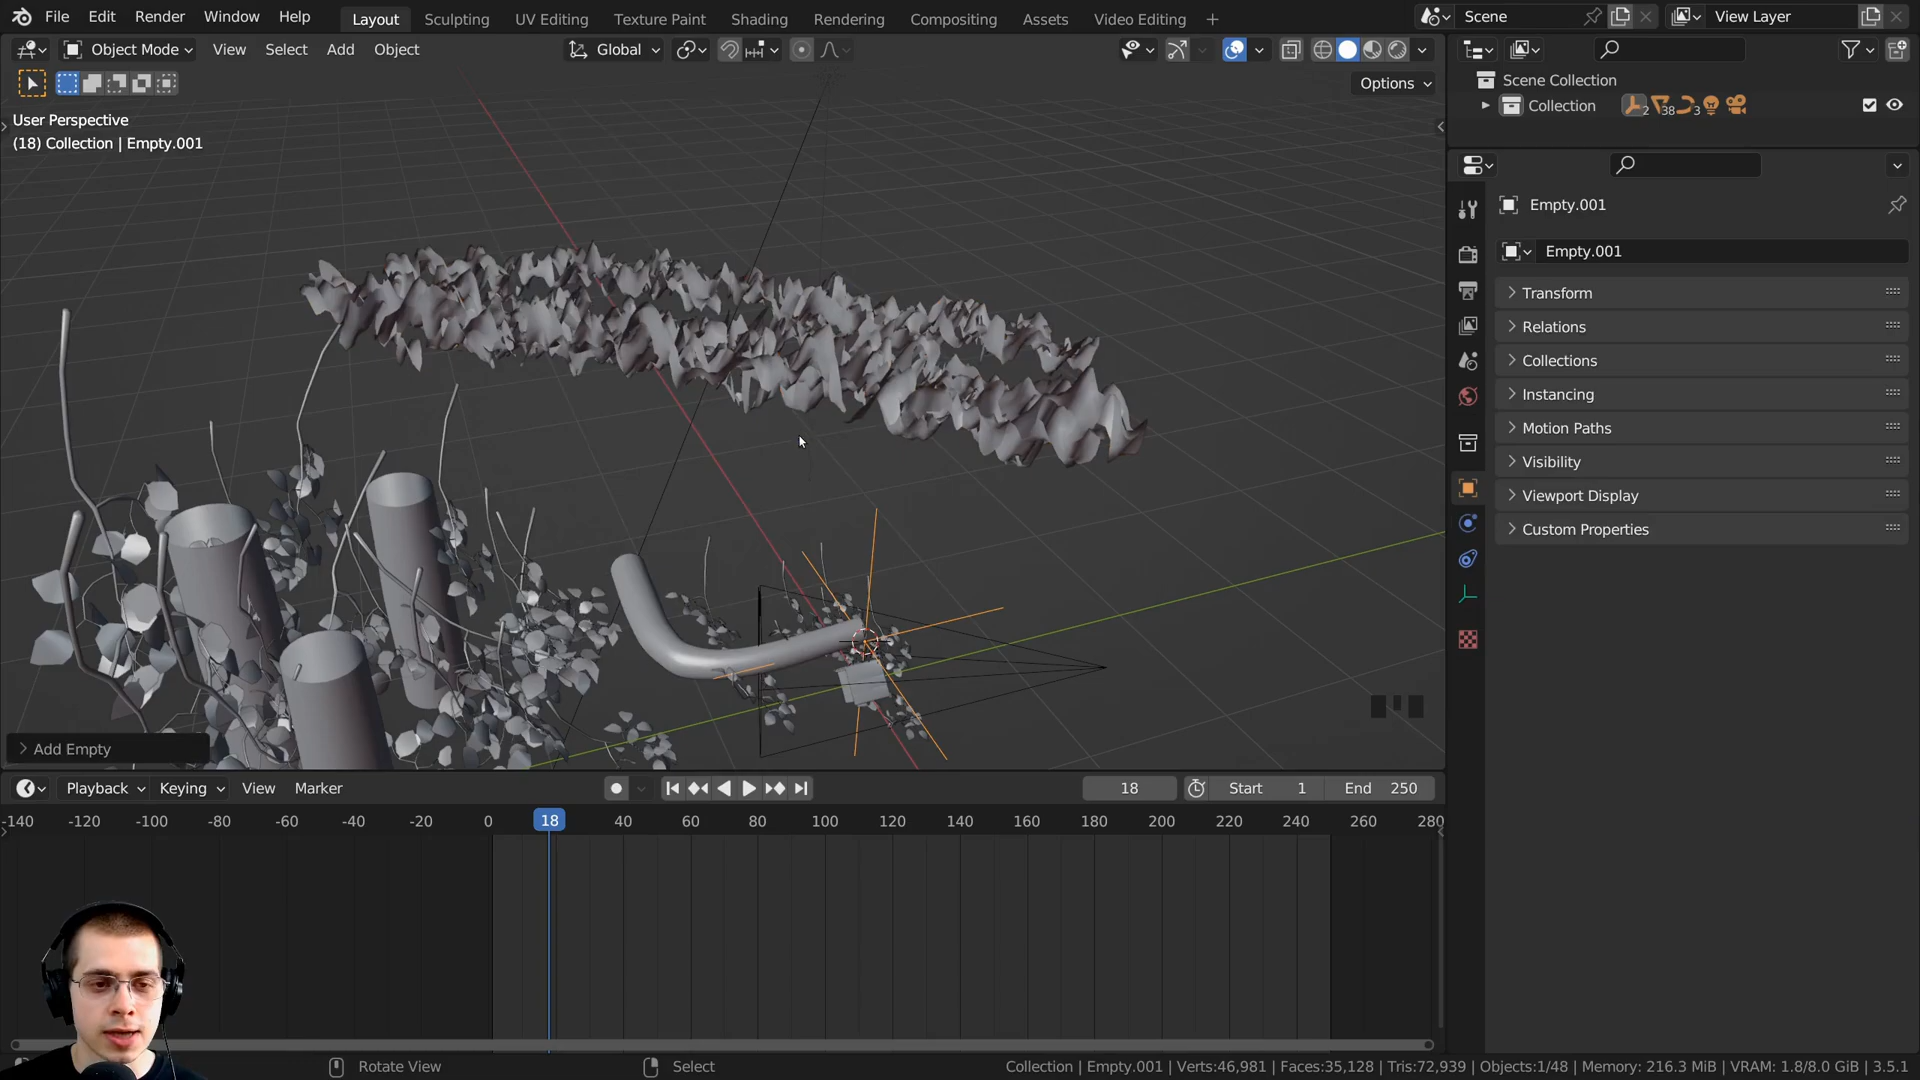 File Edit Render Window Help Layout Sculpting UV Editing Texture Paint Shading Rendering Compositing Assets Video Editing + Scene View Layer
Object Mode View Select Add Object Global
Options
Scene Collection
Collection 2 38 3
User Perspective
(18) Collection | Empty.001
Empty.001
Empty.001
Transform
Relations
Collections
Instancing
Motion Paths
Visibility
Viewport Display
Custom Properties
Add Empty
Playback Keying View Marker 18 Start 1 End 250
-140 -120 -100 -80 -60 -40 -20 0 18 40 60 80 100 120 140 160 180 200 220 240 260 280
Rotate View Select Collection | Empty.001 | Verts:46,981 | Faces:35,128 | Tris:72,939 | Objects:1/48 | Memory: 216.3 MiB | VRAM: 1.8/8.0 GiB | 3.5.1